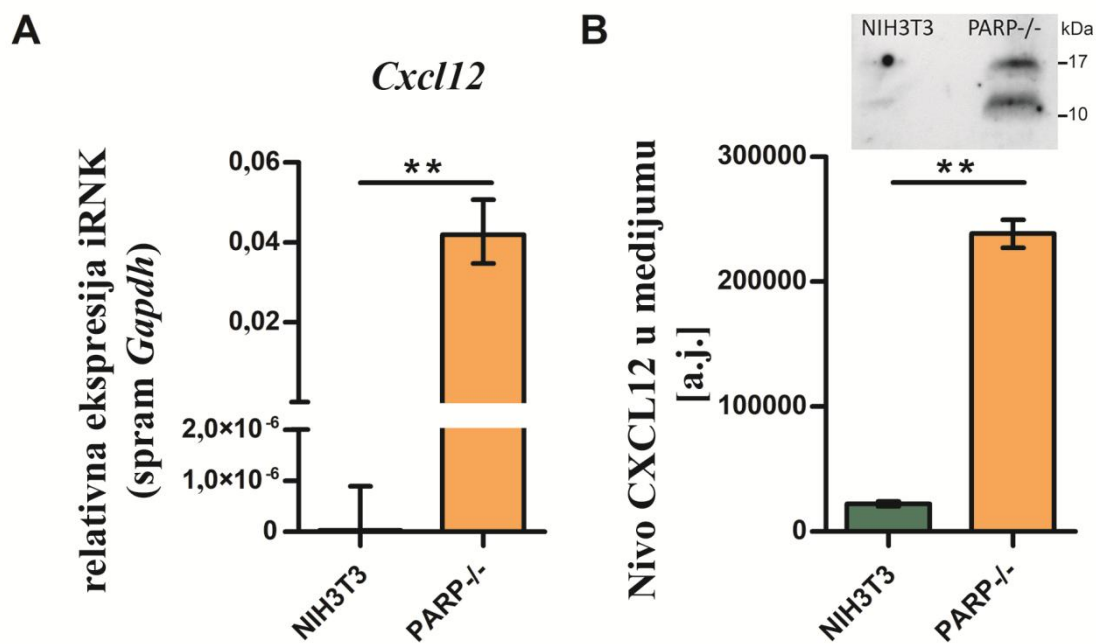 A
Cxcl12
relativna ekspresija iRNK
(spram Gapdh)
0,06
0,04
0,02
2,0×10⁻⁶
1,0×10⁻⁶
0
**
NIH3T3
PARP-/-
B
NIH3T3 PARP-/- kDa
-17
-10
Nivo CXCL12 u medijumu
[a.j.]
300000
200000
100000
0
**
NIH3T3
PARP-/-